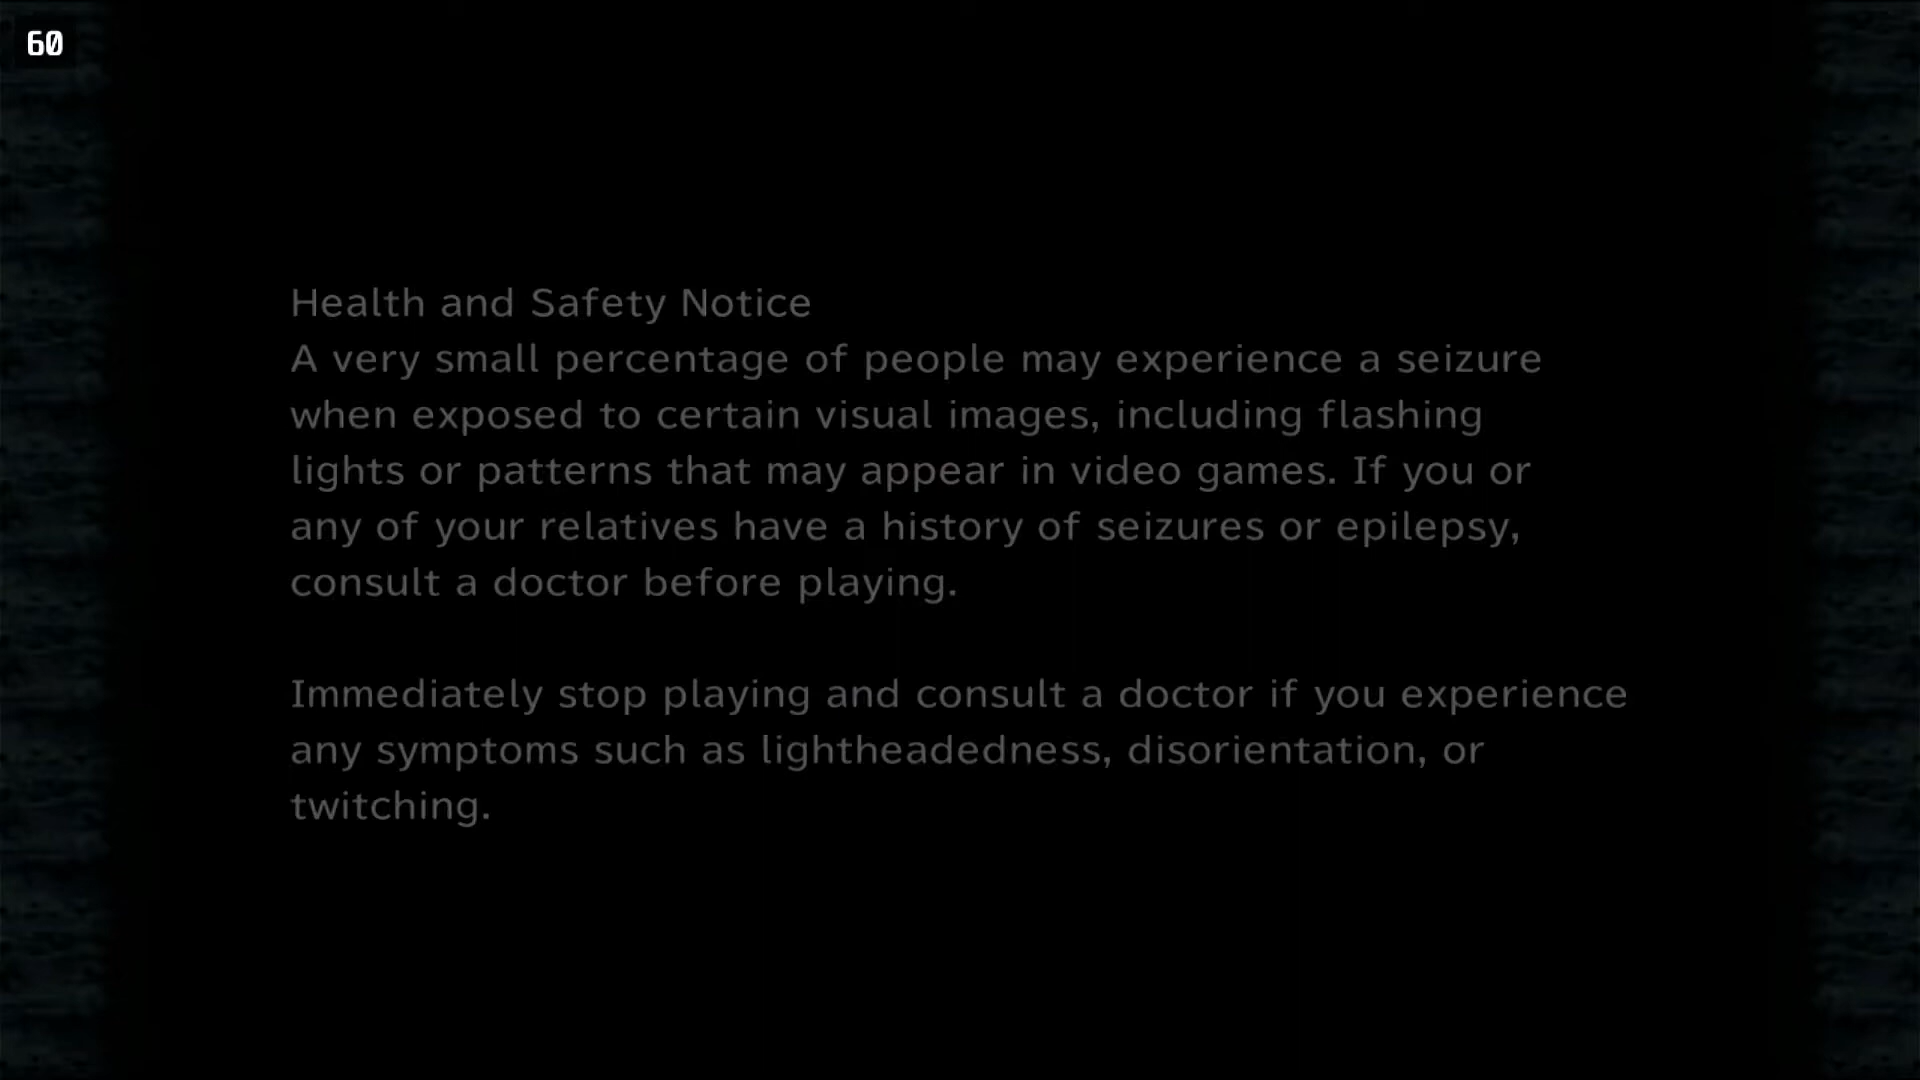 60
Health and Safety Notice
A very small percentage of people may experience a seizure
when exposed to certain visual images, including flashing
lights or patterns that may appear in video games. If you or
any of your relatives have a history of seizures or epilepsy,
consult a doctor before playing.
Immediately stop playing and consult a doctor if you experience
any symptoms such as lightheadedness, disorientation, or
twitching.